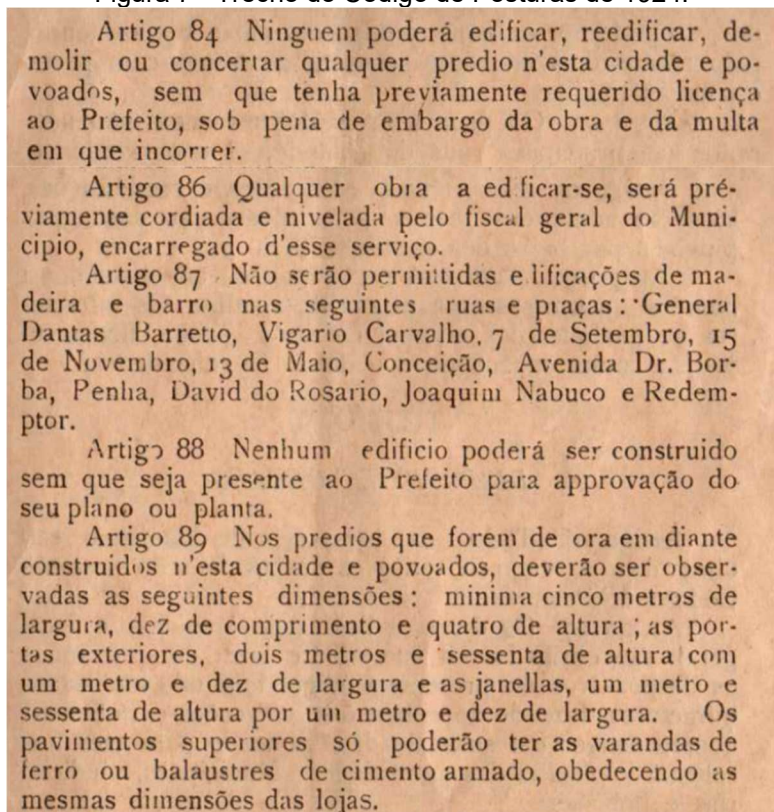 Artigo 84 Ninguem poderá edificar, reedificar, de-
molir ou concertar qualquer predio n'esta cidade e po-
voados, sem que tenha previamente requerido licença
ao Prefeito, sob pena de embargo da obra e da multa
em que incorrer.
Artigo 86 Qualquer obra a ed ficar-se, será pré-
viamente cordiada e nivelada pelo fiscal geral do Muni-
cipio, encarregado d'esse serviço.
Artigo 87 Não serão permittidas e lificações de ma-
deira e barro nas seguintes ruas e praças: General
Dantas Barretto, Vigario Carvalho, 7 de Setembro, 15
de Novembro, 13 de Maio, Conceição, Avenida Dr. Bor-
ba, Penha, David do Rosario, Joaquim Nabuco e Redem-
ptor.
Artigo 88 Nenhum edificio poderá ser construido
sem que seja presente ao Prefeito para approvação do
seu plano ou planta.
Artigo 89 Nos predios que forem de ora em diante
construidos n'esta cidade e povoados, deverão ser obser-
vadas as seguintes dimensões: minima cinco metros de
largura, dez de comprimento e quatro de altura; as por-
tas exteriores, dois metros e sessenta de altura com
um metro e dez de largura e as janellas, um metro e
sessenta de altura por um metro e dez de largura. Os
pavimentos superiores só poderão ter as varandas de
ferro ou balaustres de cimento armado, obedecendo as
mesmas dimensões das lojas.